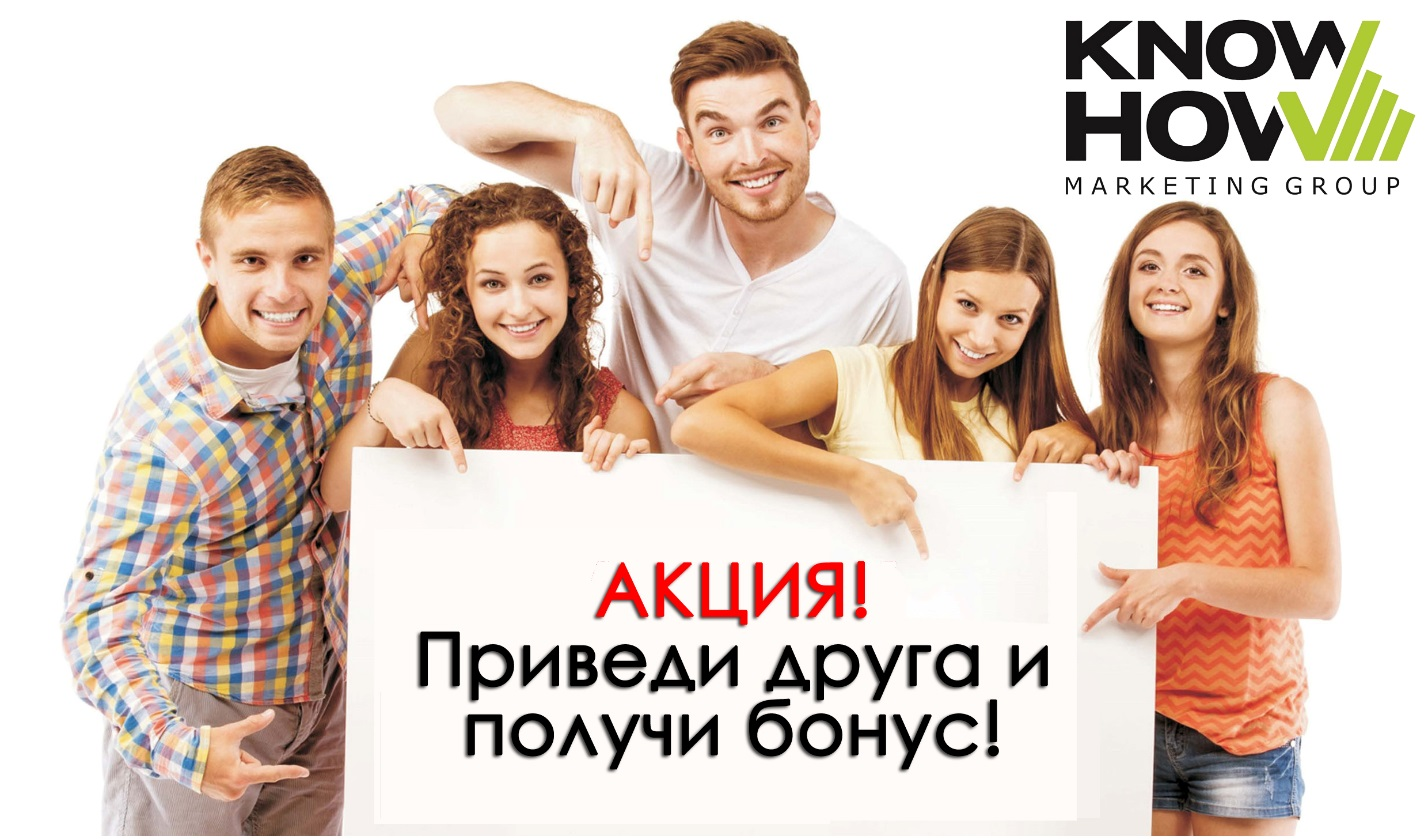 KNOW
HOW
MARKETING GROUP
АКЦИЯ!
Приведи друга и
получи бонус!